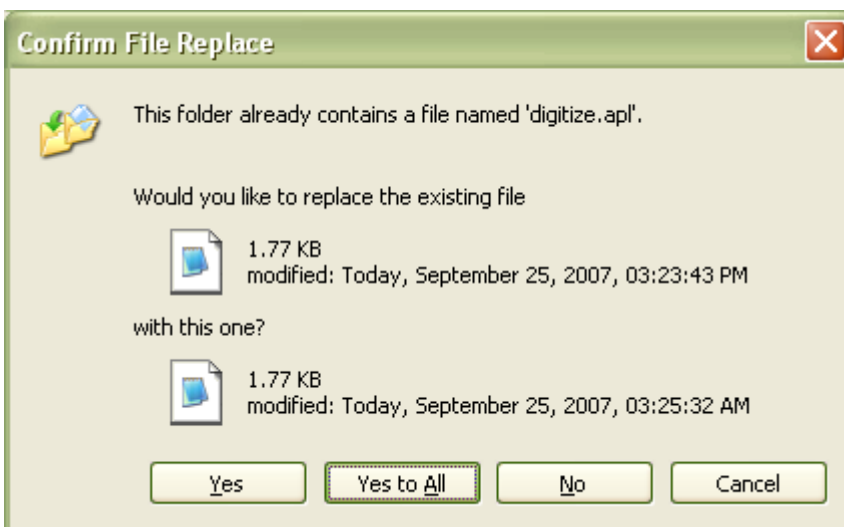 Confirm File Replace
This folder already contains a file named 'digitize.apl'.
Would you like to replace the existing file
1.77 KB
modified: Today, September 25, 2007, 03:23:43 PM
with this one?
1.77 KB
modified: Today, September 25, 2007, 03:25:32 AM
Yes Yes to All No Cancel